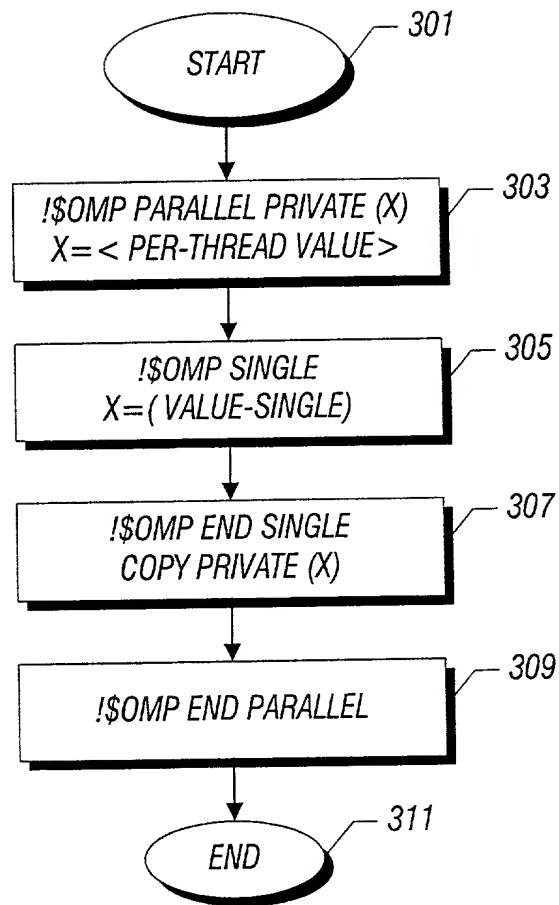 301
START
303
!$OMP PARALLEL PRIVATE (X)
X=< PER-THREAD VALUE>
305
!$OMP SINGLE
X=( VALUE-SINGLE)
307
!$OMP END SINGLE
COPY PRIVATE (X)
309
!$OMP END PARALLEL
311
END